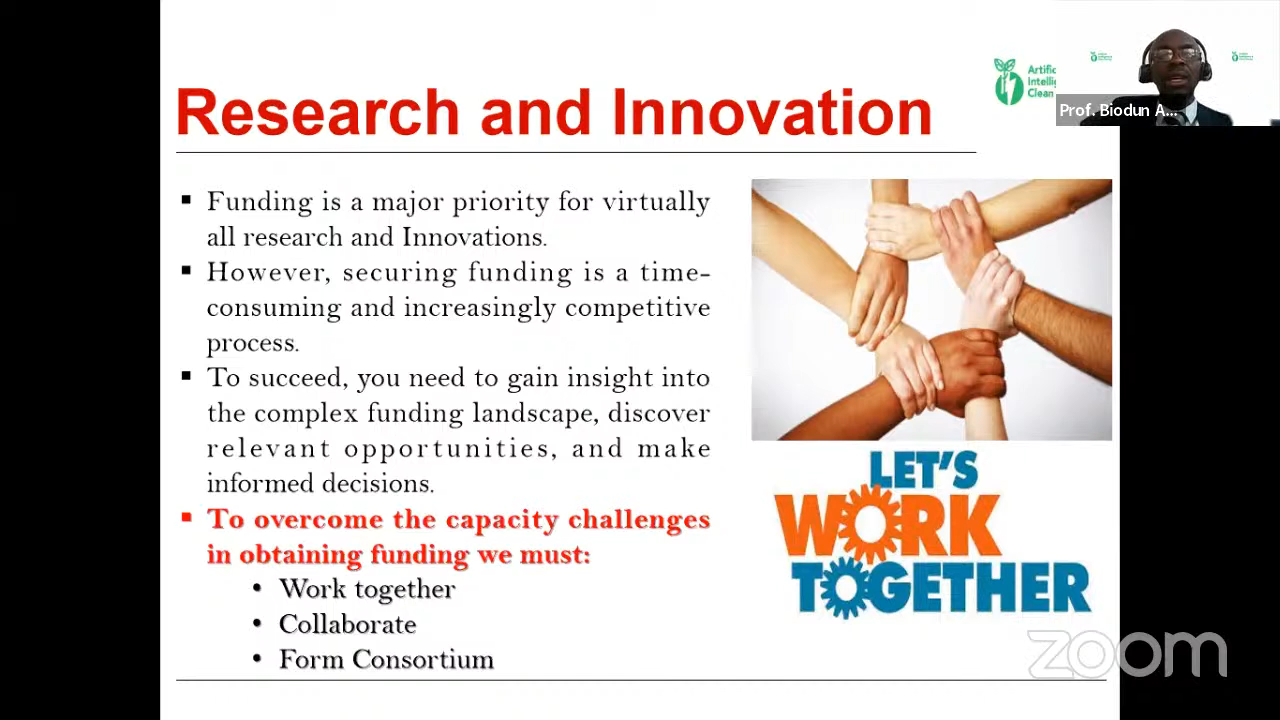 Research and Innovation
Artific
Intellig
Clean
Prof. Biodun A...
▪ Funding is a major priority for virtually
all research and Innovations.
▪ However, securing funding is a time-
consuming and increasingly competitive
process.
▪ To succeed, you need to gain insight into
the complex funding landscape, discover
relevant opportunities, and make
informed decisions.
▪ To overcome the capacity challenges
in obtaining funding we must:
• Work together
• Collaborate
• Form Consortium
LET'S
WORK
TOGETHER
zoom